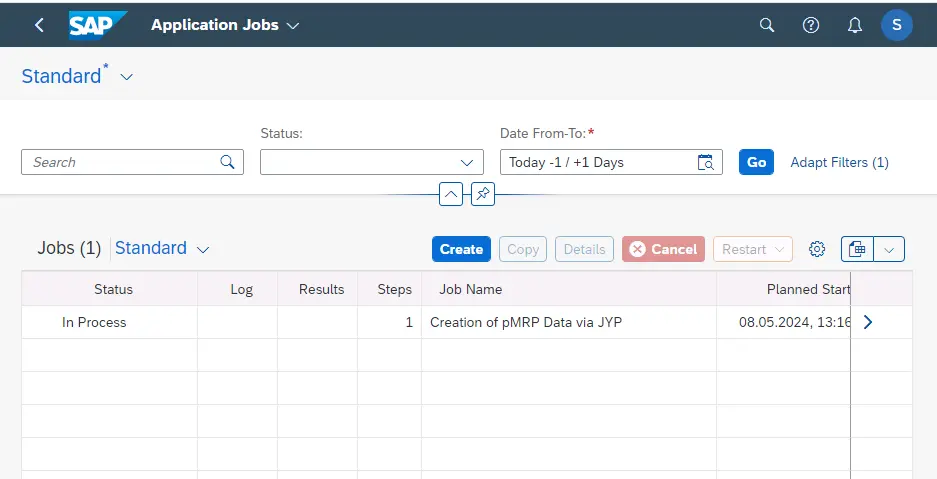 SAP Application Jobs S
Standard*
Status: Date From-To:*
Search Today -1 / +1 Days Go Adapt Filters (1)
Jobs (1) Standard Create Copy Details Cancel Restart
Status Log Results Steps Job Name Planned Start
In Process 1 Creation of pMRP Data via JYP 08.05.2024, 13:16